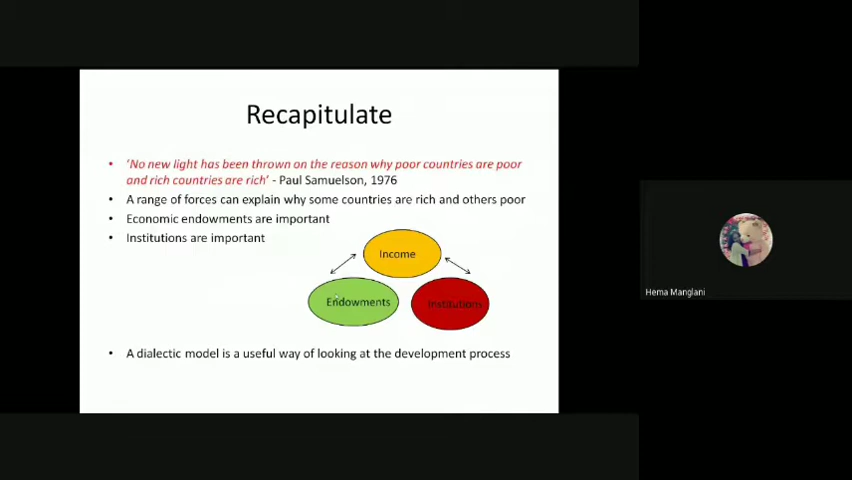 Recapitulate
• 'No new light has been thrown on the reason why poor countries are poor
and rich countries are rich' - Paul Samuelson, 1976
• A range of forces can explain why some countries are rich and others poor
• Economic endowments are important
• Institutions are important
Income
Endowments
Institutions
• A dialectic model is a useful way of looking at the development process
Hema Manglani